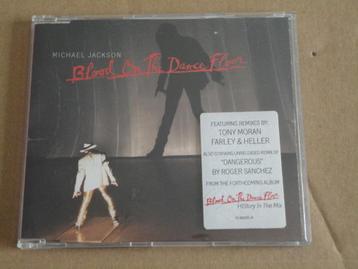 MICHAEL JACKSON
Blood On The Dance Floor
FEATURING REMIXES BY:
TONY MORAN
FARLEY & HELLER
ALSO CONTAINS UNRELEASED REMIX OF
"DANGEROUS"
BY ROGER SANCHEZ
FROM THE FORTHCOMING ALBUM
Blood On The Dance Floor
HIStory In The Mix